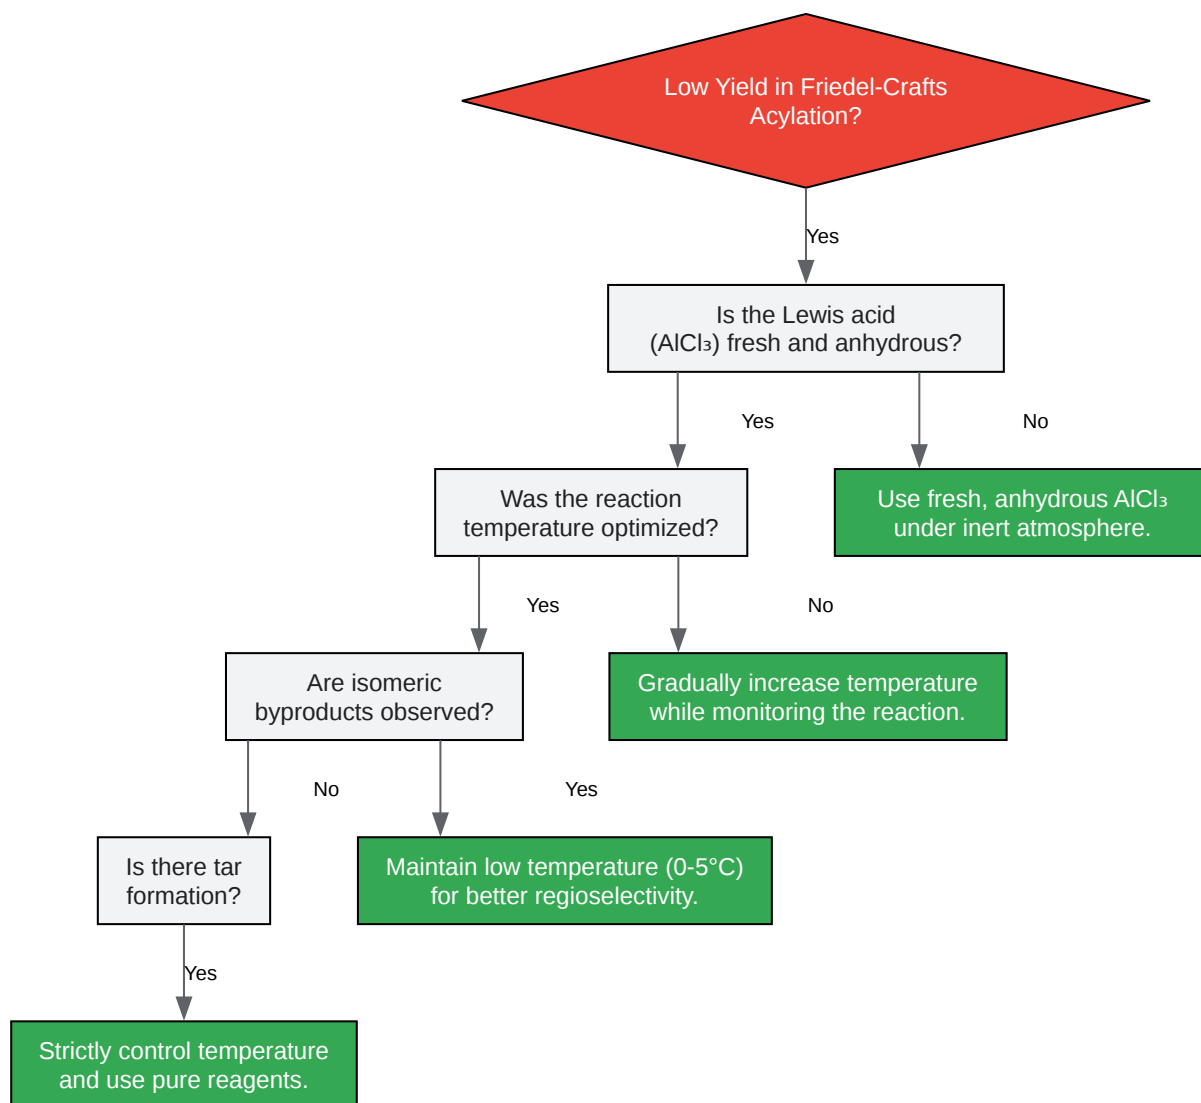 Low Yield in Friedel-Crafts
Acylation?
Yes
Is the Lewis acid
(AlCl₃) fresh and anhydrous?
Yes
No
Was the reaction
temperature optimized?
Use fresh, anhydrous AlCl₃
under inert atmosphere.
Yes
No
Are isomeric
byproducts observed?
Gradually increase temperature
while monitoring the reaction.
No
Yes
Is there tar
formation?
Maintain low temperature (0-5°C)
for better regioselectivity.
Yes
Strictly control temperature
and use pure reagents.